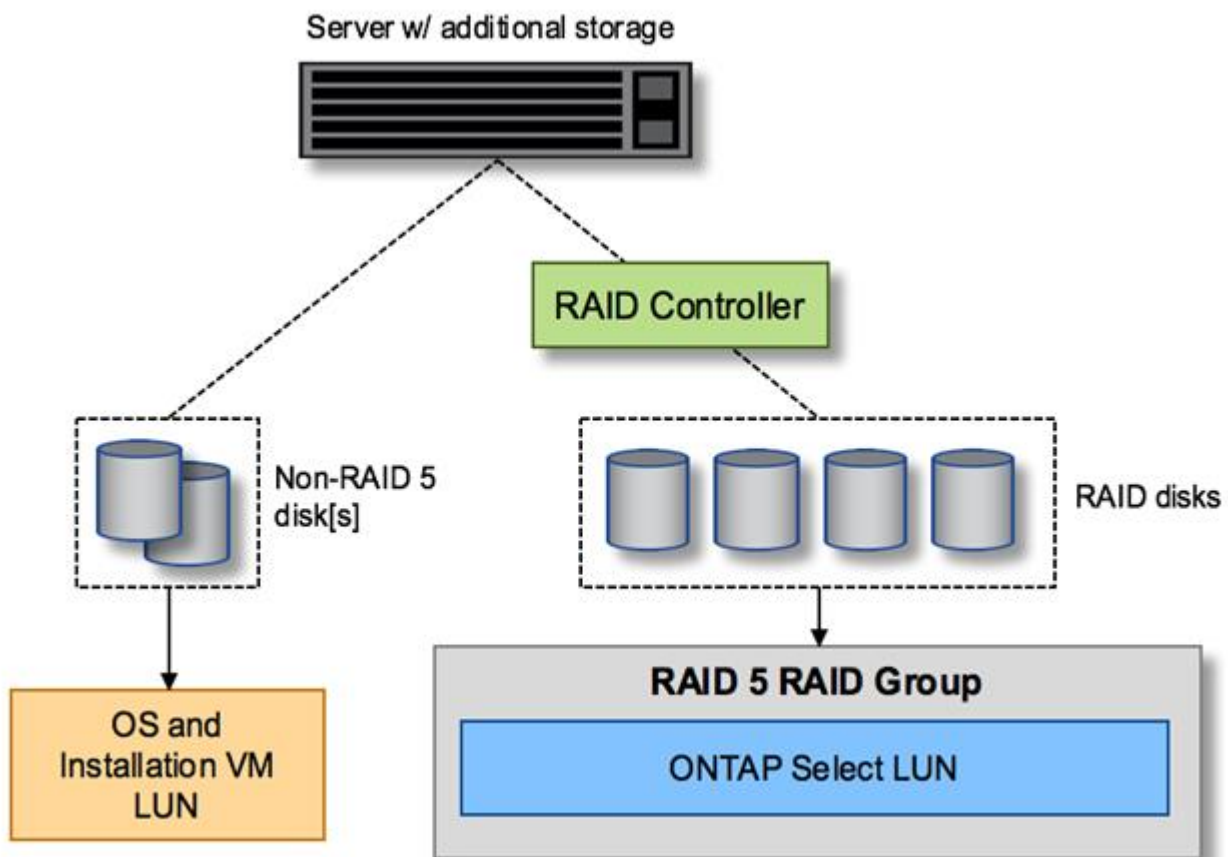 Server w/ additional storage
RAID Controller
Non-RAID 5
disk[s]
RAID disks
OS and
Installation VM
LUN
RAID 5 RAID Group
ONTAP Select LUN